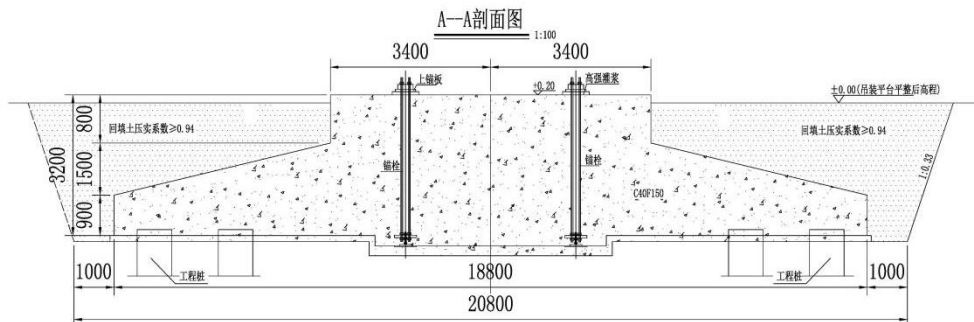 A--A剖面图
1:100
3400
3400
上锚板
高强灌浆
+0.20
±0.00(吊装平台平整后高程)
800
回填土压实系数≥0.94
回填土压实系数≥0.94
3200
1500
锚栓
锚栓
1:0.33
C40F150
900
1000
工程桩
18800
工程桩
1000
20800